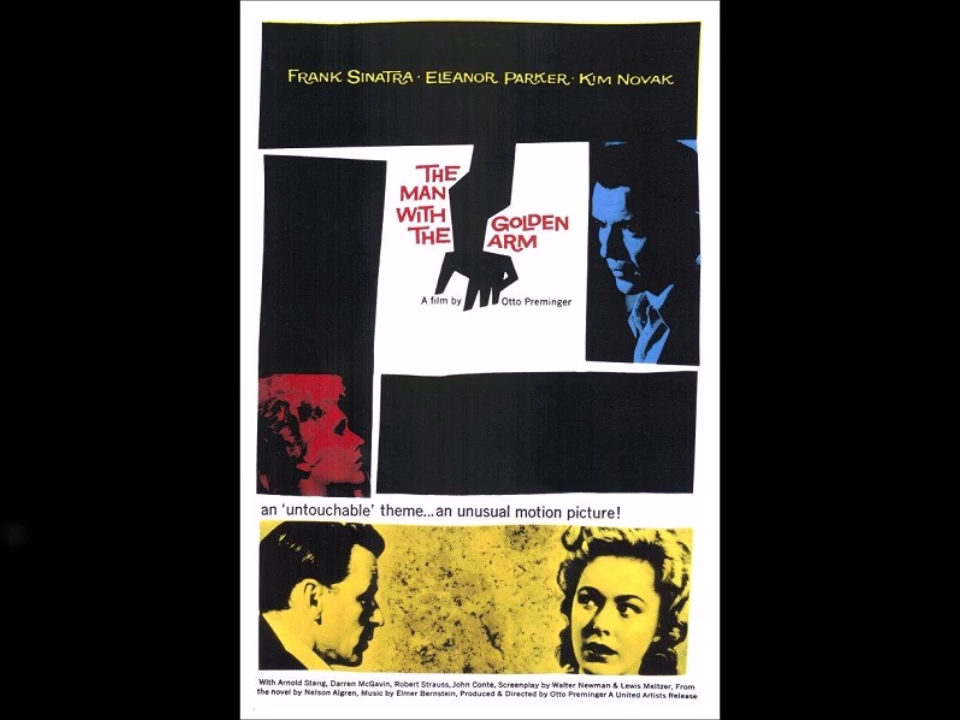 FRANK SINATRA · ELEANOR PARKER · KIM NOVAK
THE
MAN
WITH
THE
GOLDEN
ARM
A film by Otto Preminger
an 'untouchable' theme...an unusual motion picture!
With Arnold Stang, Darren McGavin, Robert Strauss, John Conte, Screenplay by Walter Newman & Lewis Meltzer, From
the novel by Nelson Algren, Music by Elmer Bernstein, Produced & Directed by Otto Preminger A United Artists Release